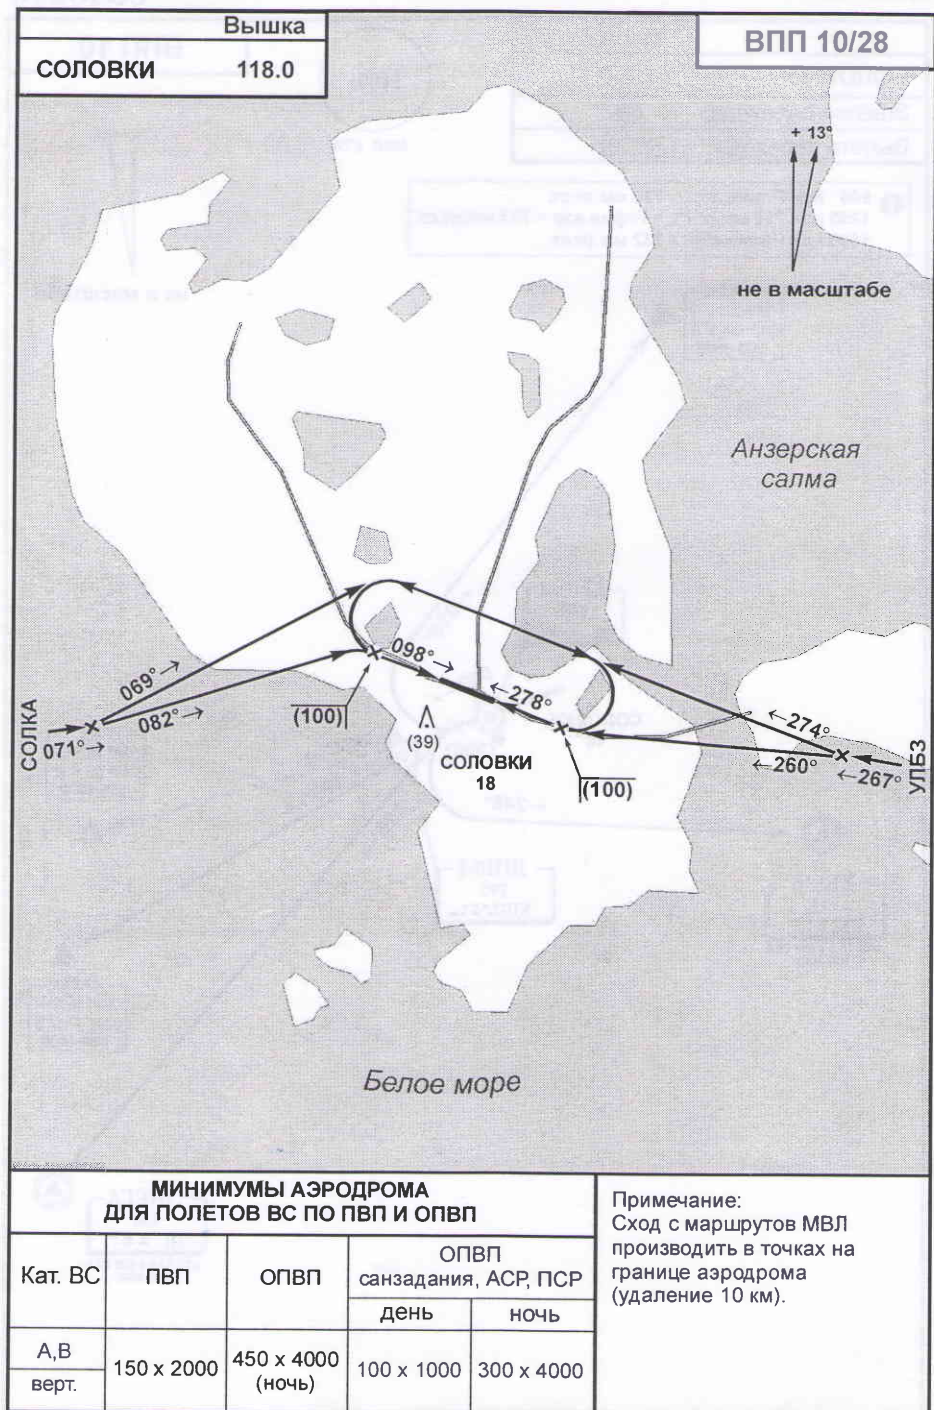 Вышка
СОЛОВКИ 118.0
ВПП 10/28
+ 13°
не в масштабе
Анзерская
салма
069°→
082°→
СОЛКА
071°→
098°→
←278°
(100)
(39)
СОЛОВКИ
18
(100)
←274°
←260°
←267°
УЛБЗ
Белое море
МИНИМУМЫ АЭРОДРОМА
ДЛЯ ПОЛЕТОВ ВС ПО ПВП И ОПВП
Кат. ВС
ПВП
ОПВП
ОПВП
санзадания, АСР, ПСР
день
ночь
А,В
верт.
150 x 2000
450 x 4000
(ночь)
100 x 1000
300 x 4000
Примечание:
Сход с маршрутов МВЛ
производить в точках на
границе аэродрома
(удаление 10 км).